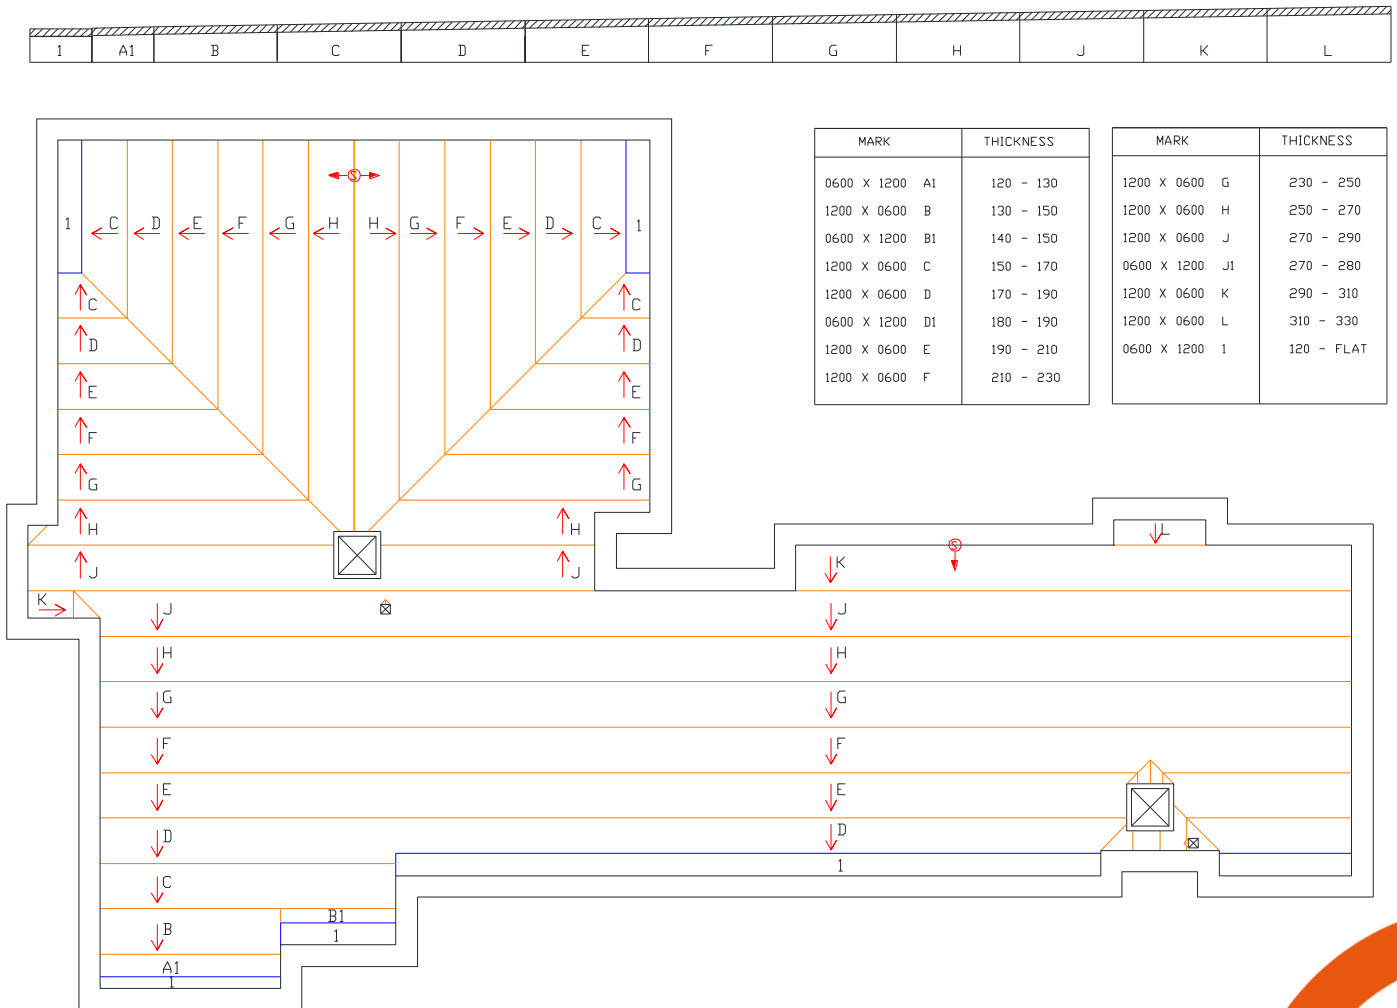 1 A1 B C D E F G H J K L
MARK THICKNESS
0600 X 1200 A1 120 - 130
1200 X 0600 B 130 - 150
0600 X 1200 B1 140 - 150
1200 X 0600 C 150 - 170
1200 X 0600 D 170 - 190
0600 X 1200 D1 180 - 190
1200 X 0600 E 190 - 210
1200 X 0600 F 210 - 230
MARK THICKNESS
1200 X 0600 G 230 - 250
1200 X 0600 H 250 - 270
1200 X 0600 J 270 - 290
0600 X 1200 J1 270 - 280
1200 X 0600 K 290 - 310
1200 X 0600 L 310 - 330
0600 X 1200 1 120 - FLAT
S
1 C D E F G H H G F E D C 1
C C
D D
E E
F F
G G
H H
J J
L
S
K
K
J J
H H
G G
F F
E E
D D
C 1
B B1
1
A1
1